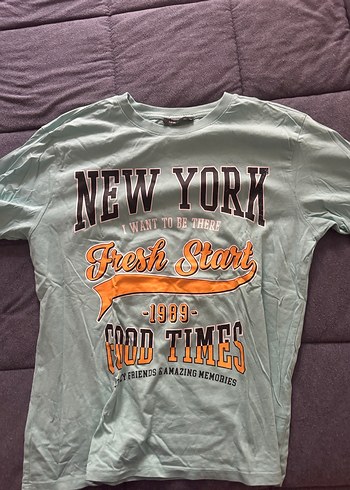 NEW YORK
I WANT TO BE THERE
Fresh Start
-1989-
GOOD TIMES
FRIENDS & AMAZING MEMORIES